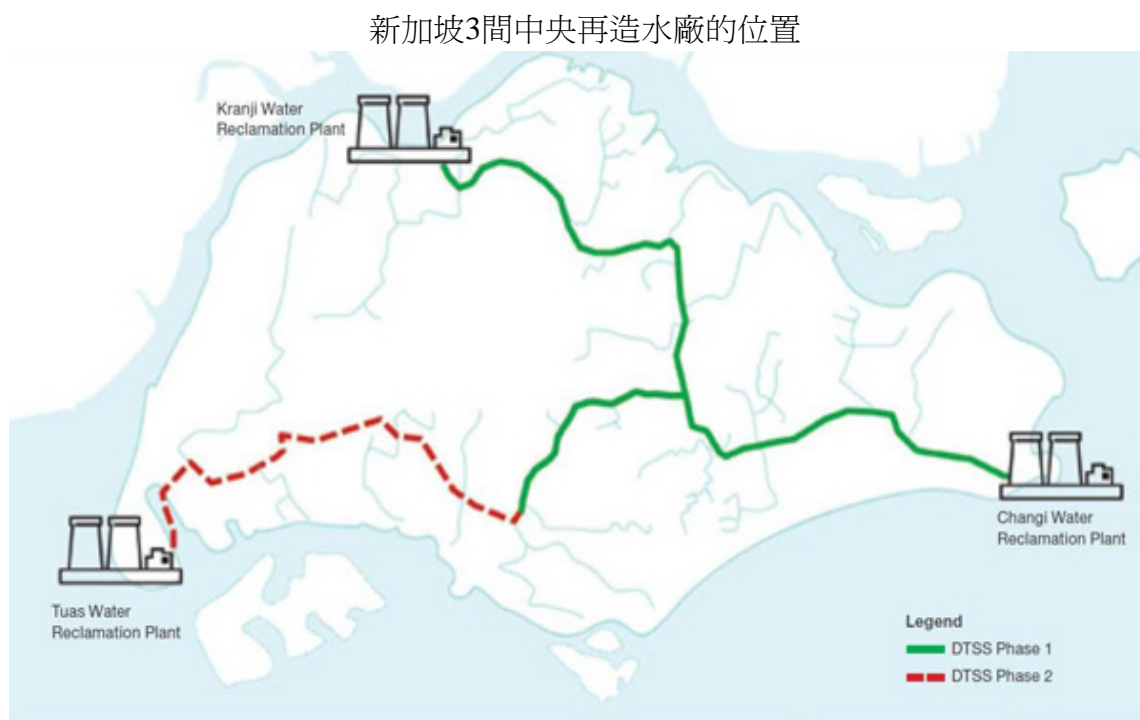 新加坡3間中央再造水廠的位置
Kranji Water
Reclamation Plant
Changi Water
Reclamation Plant
Tuas Water
Reclamation Plant
Legend
DTSS Phase 1
DTSS Phase 2